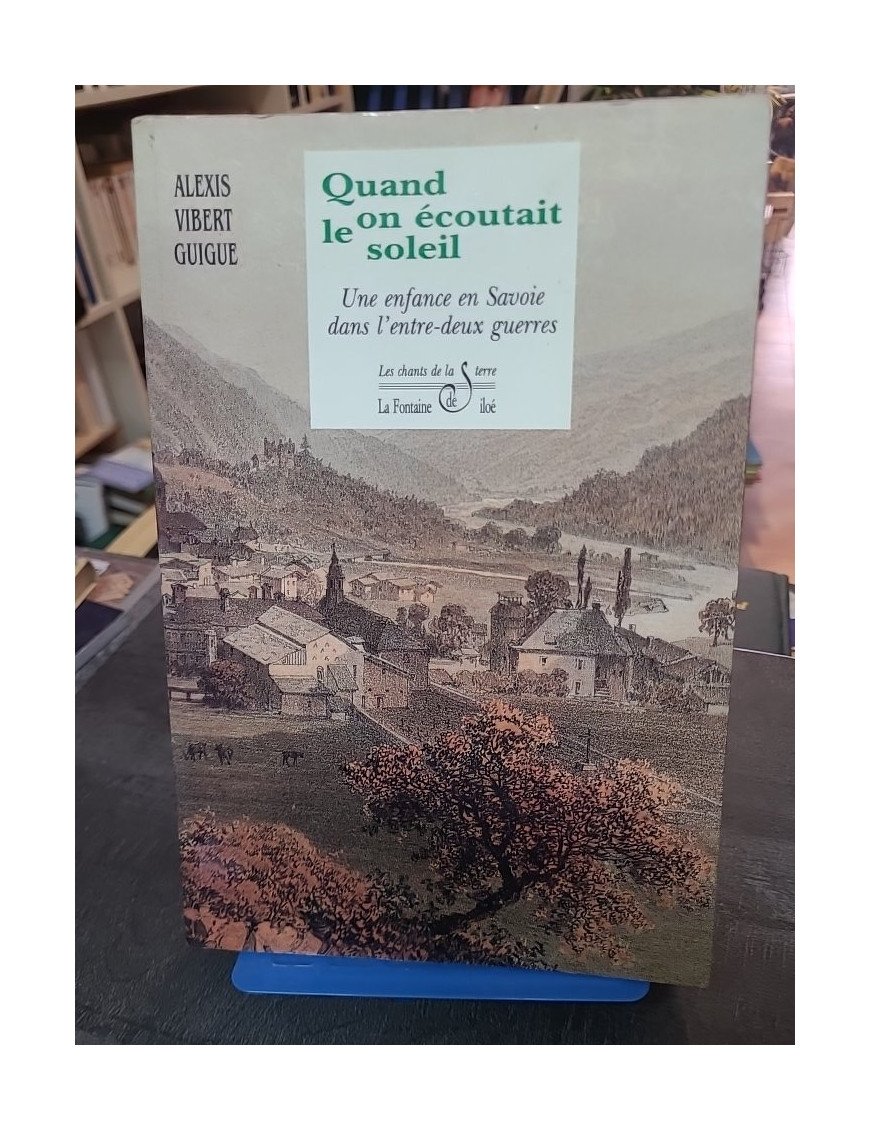 ALEXIS
VIBERT
GUIGUE
Quand
on écoutait
le soleil
Une enfance en Savoie
dans l'entre-deux guerres
Les chants de la terre
La Fontaine de Siloé